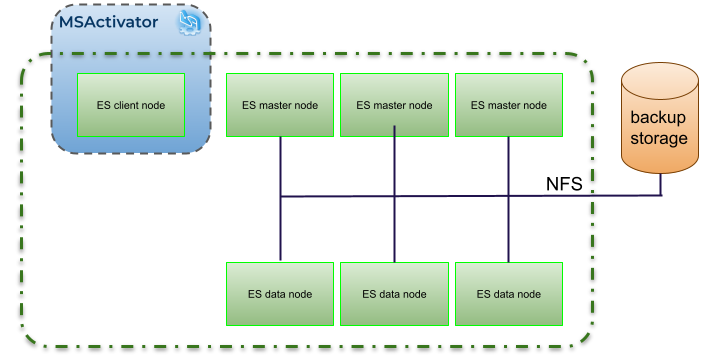 MSActivator
ES client node
ES master node
ES master node
ES master node
backup
storage
NFS
ES data node
ES data node
ES data node